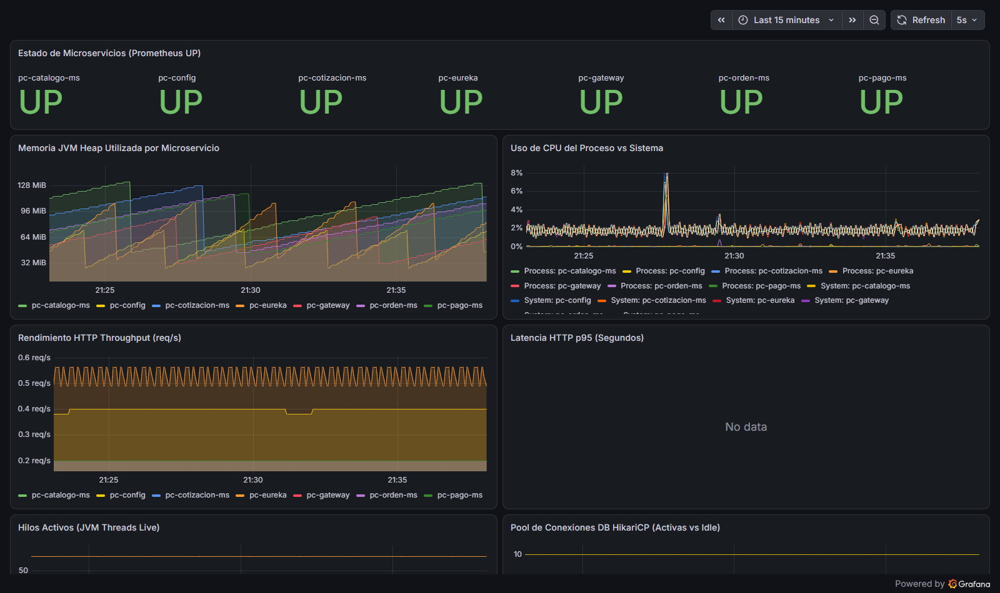 Last 15 minutes Refresh 5s
Estado de Microservicios (Prometheus UP)
pc-catalogo-ms pc-config pc-cotizacion-ms pc-eureka pc-gateway pc-orden-ms pc-pago-ms
UP UP UP UP UP UP UP
Memoria JVM Heap Utilizada por Microservicio
128 MiB
96 MiB
64 MiB
32 MiB
21:25 21:30 21:35
pc-catalogo-ms pc-config pc-cotizacion-ms pc-eureka pc-gateway pc-orden-ms pc-pago-ms
Uso de CPU del Proceso vs Sistema
8%
6%
4%
2%
0%
21:25 21:30 21:35
Process: pc-catalogo-ms Process: pc-config Process: pc-cotizacion-ms Process: pc-eureka
Process: pc-gateway Process: pc-orden-ms Process: pc-pago-ms System: pc-catalogo-ms
System: pc-config System: pc-cotizacion-ms System: pc-eureka System: pc-gateway
System: pc-orden-ms System: pc-pago-ms
Rendimiento HTTP Throughput (req/s)
0.6 req/s
0.5 req/s
0.4 req/s
0.3 req/s
0.2 req/s
21:25 21:30 21:35
pc-catalogo-ms pc-config pc-cotizacion-ms pc-eureka pc-gateway pc-orden-ms pc-pago-ms
Latencia HTTP p95 (Segundos)
No data
Hilos Activos (JVM Threads Live)
50
Pool de Conexiones DB HikariCP (Activas vs Idle)
10
Powered by Grafana